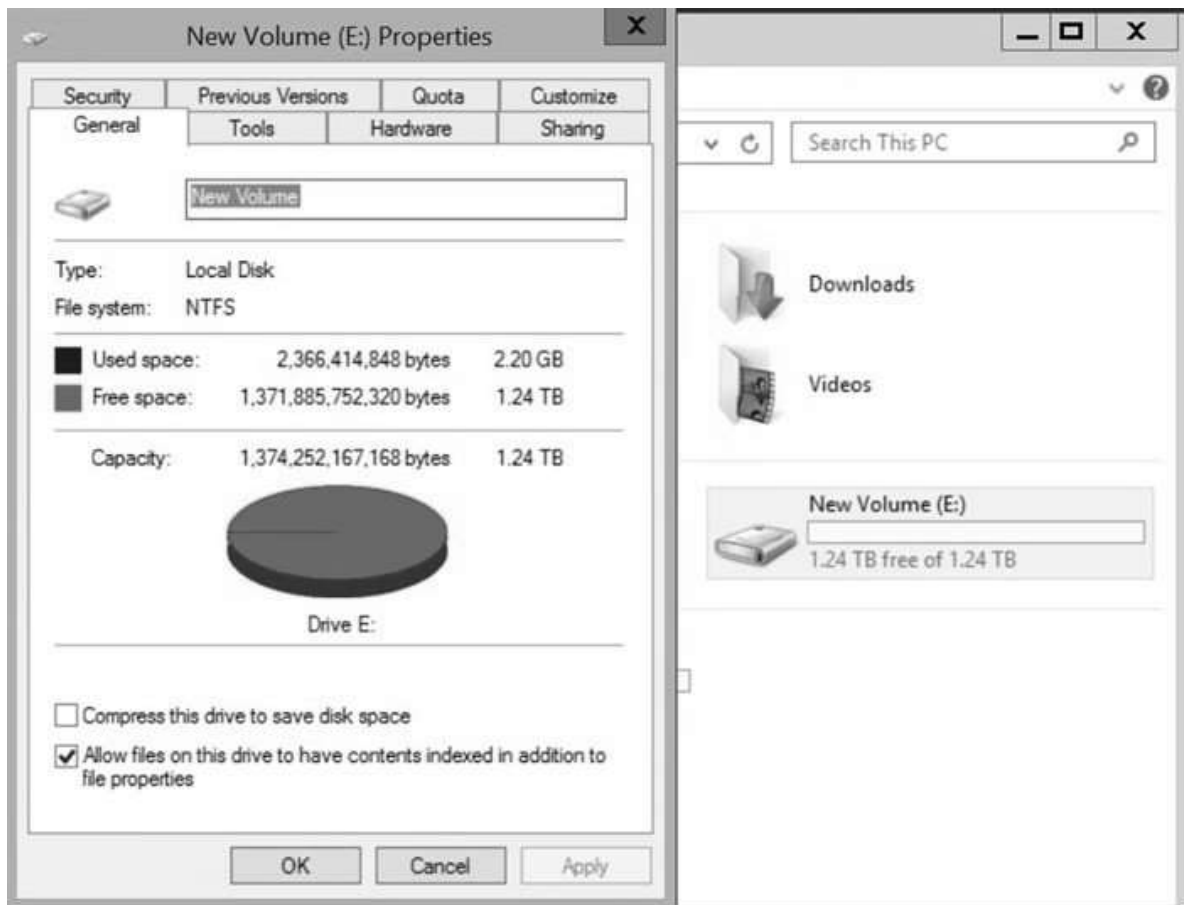 New Volume (E:) Properties
Security Previous Versions Quota Customize
General Tools Hardware Sharing
New Volume
Type: Local Disk
File system: NTFS
Used space: 2,366,414,848 bytes 2.20 GB
Free space: 1,371,885,752,320 bytes 1.24 TB
Capacity: 1,374,252,167,168 bytes 1.24 TB
Drive E:
Compress this drive to save disk space
Allow files on this drive to have contents indexed in addition to
file properties
OK Cancel Apply
Search This PC
Downloads
Videos
New Volume (E:)
1.24 TB free of 1.24 TB